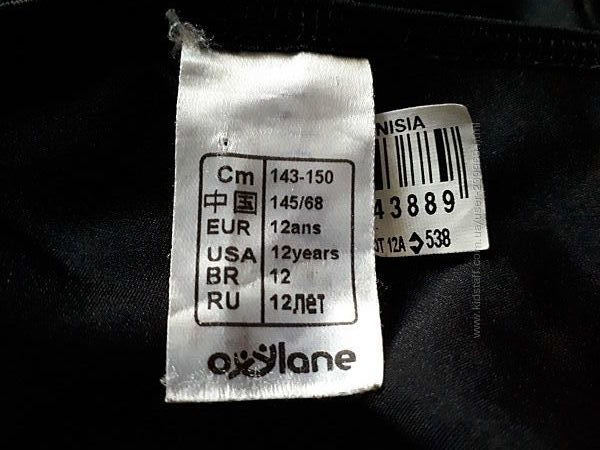 Cm 143-150
中国 145/68
EUR 12ans
USA 12years
BR 12
RU 12лет
oxylane
NISIA
43889
12A 538